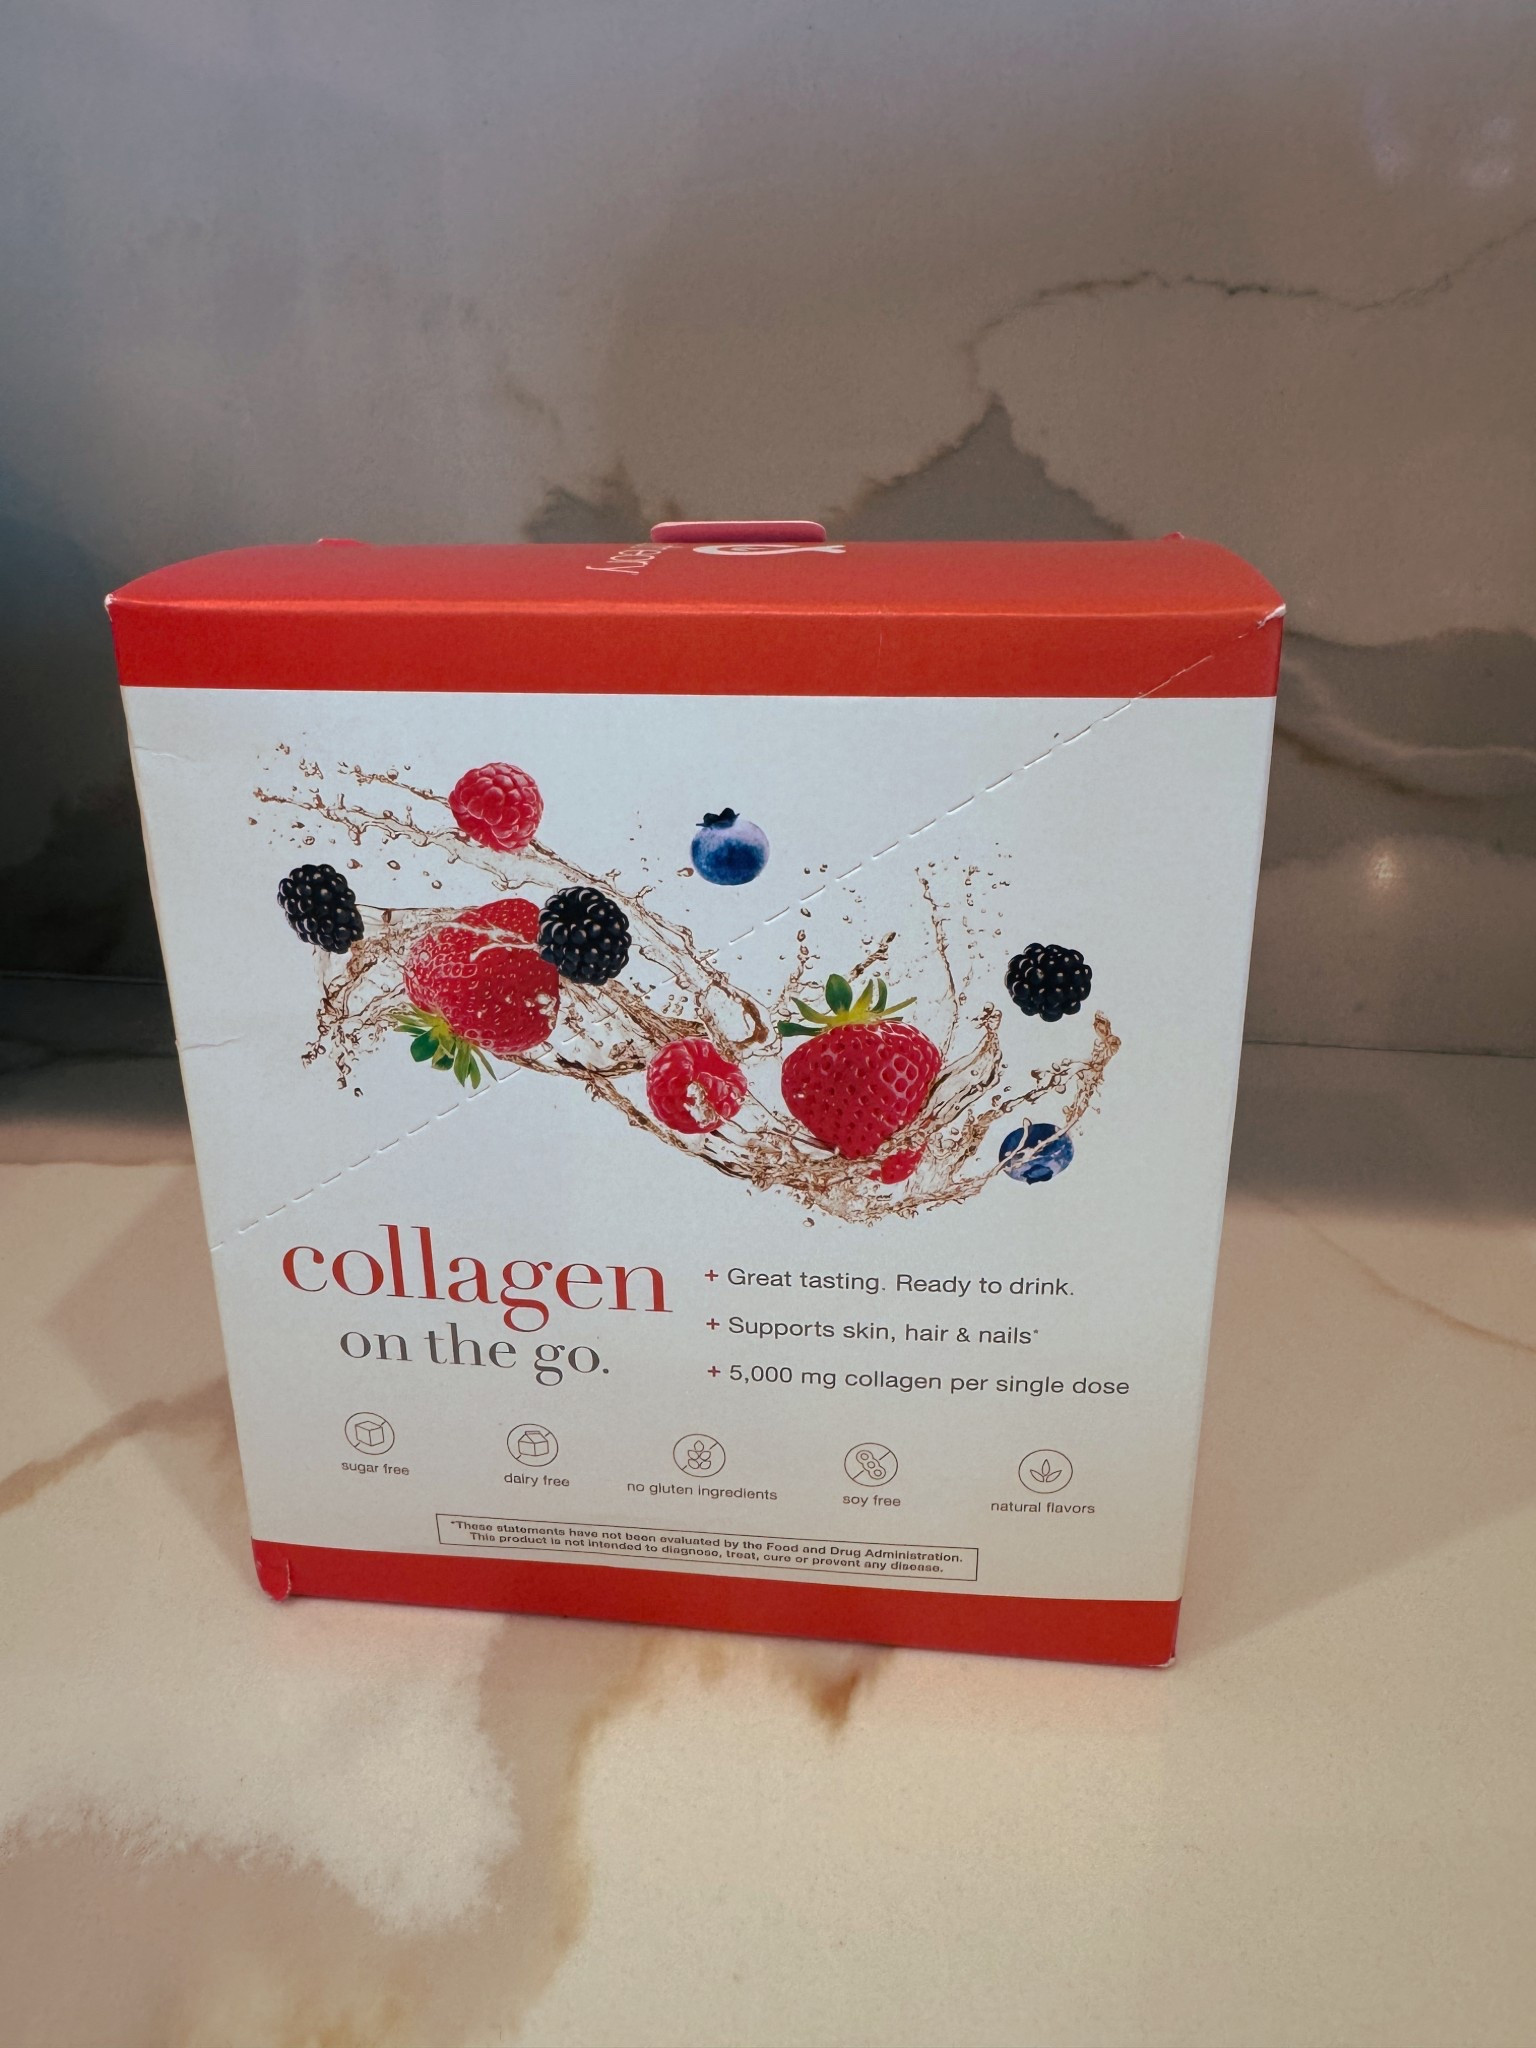 collagen
on the go.
+ Great tasting. Ready to drink.
+ Supports skin, hair & nails*
+ 5,000 mg collagen per single dose
sugar free
dairy free
no gluten ingredients
soy free
natural flavors
*These statements have not been evaluated by the Food and Drug Administration.
This product is not intended to diagnose, treat, cure or prevent any disease.